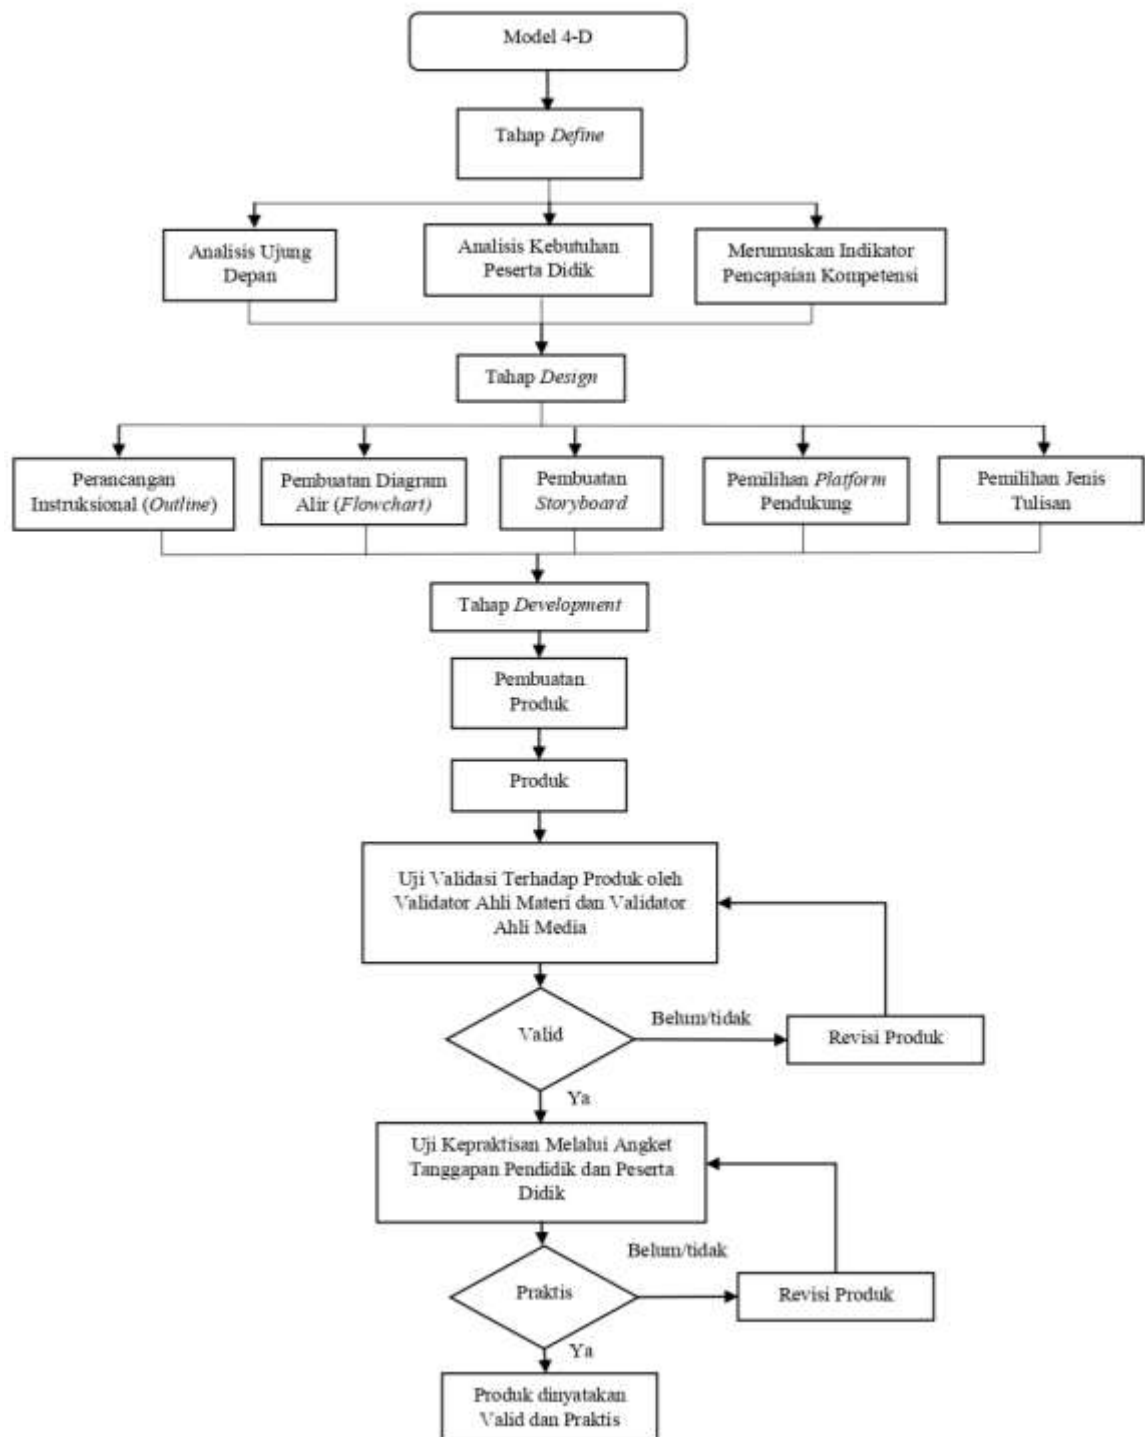 Model 4-D
Tahap Define
Analisis Ujung
Depan
Analisis Kebutuhan
Peserta Didik
Merumuskan Indikator
Pencapaian Kompetensi
Tahap Design
Perancangan
Instruksional (Outline)
Pembuatan Diagram
Alir (Flowchart)
Pembuatan
Storyboard
Pemilihan Platform
Pendukung
Pemilihan Jenis
Tulisan
Tahap Development
Pembuatan
Produk
Produk
Uji Validasi Terhadap Produk oleh
Validator Ahli Materi dan Validator
Ahli Media
Valid
Belum/tidak
Revisi Produk
Ya
Uji Kepraktisan Melalui Angket
Tanggapan Pendidik dan Peserta
Didik
Praktis
Belum/tidak
Revisi Produk
Ya
Produk dinyatakan
Valid dan Praktis